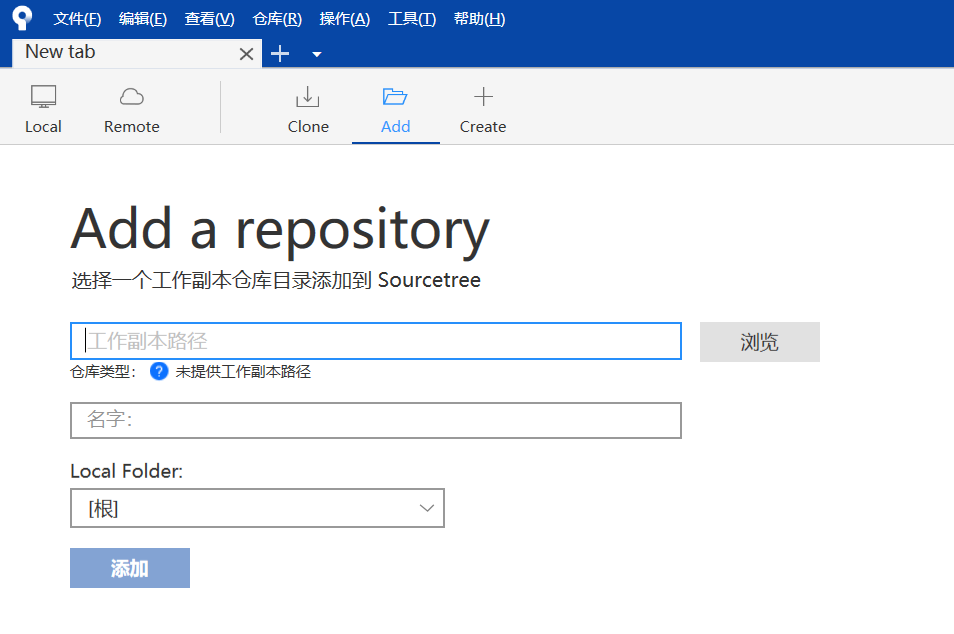 文件(F) 编辑(E) 查看(V) 仓库(R) 操作(A) 工具(T) 帮助(H)
New tab
Local Remote Clone Add Create
Add a repository
选择一个工作副本仓库目录添加到 Sourcetree
工作副本路径 浏览
仓库类型： ? 未提供工作副本路径
名字：
Local Folder:
[根]
添加